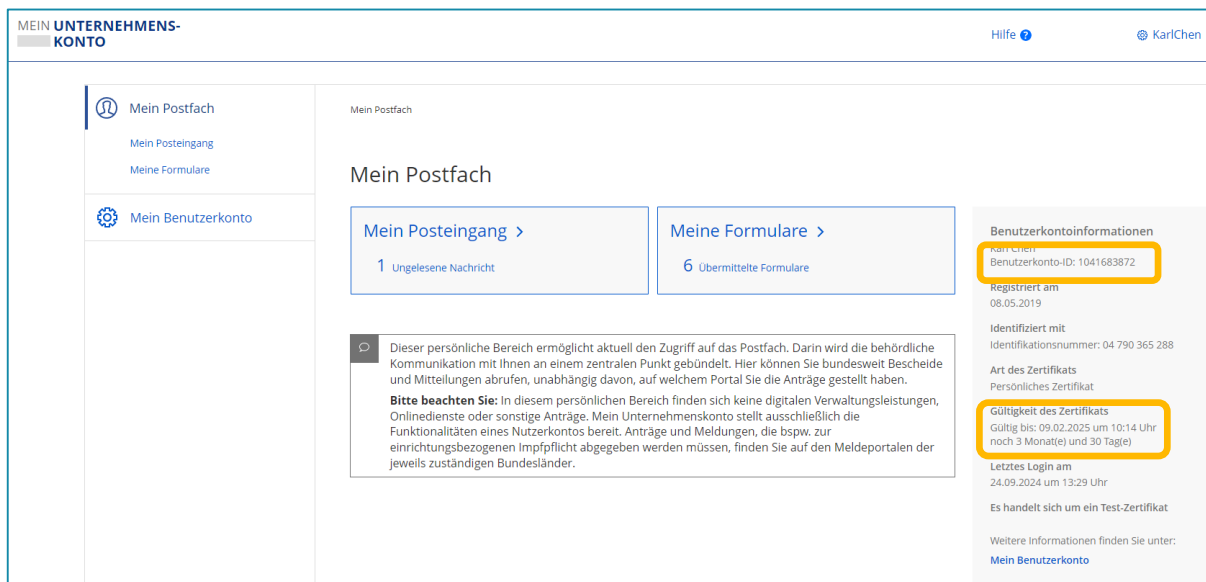 MEIN UNTERNEHMENS-
KONTO
Hilfe ?
KarlChen
Mein Postfach
Mein Posteingang
Meine Formulare
Mein Benutzerkonto
Mein Postfach
Mein Postfach
Mein Posteingang >
1 Ungelesene Nachricht
Meine Formulare >
6 Übermittelte Formulare
Dieser persönliche Bereich ermöglicht aktuell den Zugriff auf das Postfach. Darin wird die behördliche
Kommunikation mit Ihnen an einem zentralen Punkt gebündelt. Hier können Sie bundesweit Bescheide
und Mitteilungen abrufen, unabhängig davon, auf welchem Portal Sie die Anträge gestellt haben.
Bitte beachten Sie: In diesem persönlichen Bereich finden sich keine digitalen Verwaltungsleistungen,
Onlinedienste oder sonstige Anträge. Mein Unternehmenskonto stellt ausschließlich die
Funktionalitäten eines Nutzerkontos bereit. Anträge und Meldungen, die bspw. zur
einrichtungsbezogenen Impfpflicht abgegeben werden müssen, finden Sie auf den Meldeportalen der
jeweils zuständigen Bundesländer.
Benutzerkontoinformationen
Karl Chen
Benutzerkonto-ID: 1041683872
Registriert am
08.05.2019
Identifiziert mit
Identifikationsnummer: 04 790 365 288
Art des Zertifikats
Persönliches Zertifikat
Gültigkeit des Zertifikats
Gültig bis: 09.02.2025 um 10:14 Uhr
noch 3 Monat(e) und 30 Tag(e)
Letztes Login am
24.09.2024 um 13:29 Uhr
Es handelt sich um ein Test-Zertifikat
Weitere Informationen finden Sie unter:
Mein Benutzerkonto